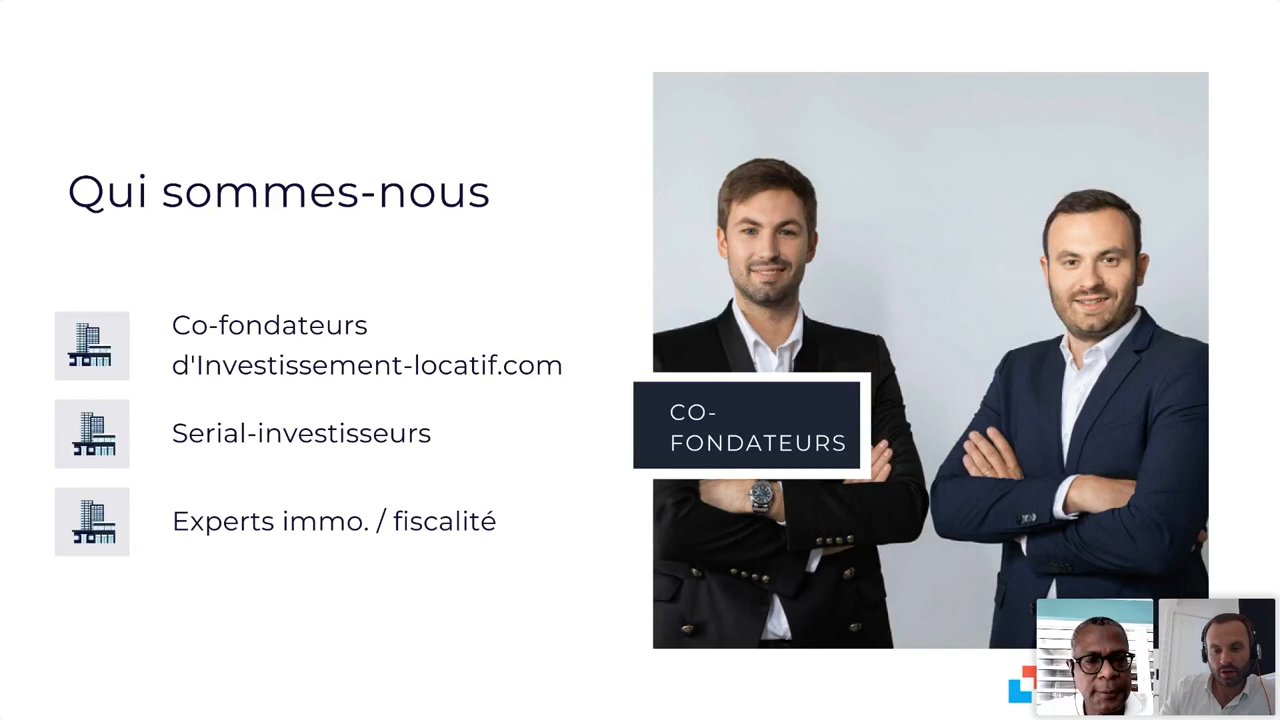 Qui sommes-nous
Co-fondateurs
d'Investissement-locatif.com
Serial-investisseurs
Experts immo. / fiscalité
CO-
FONDATEURS